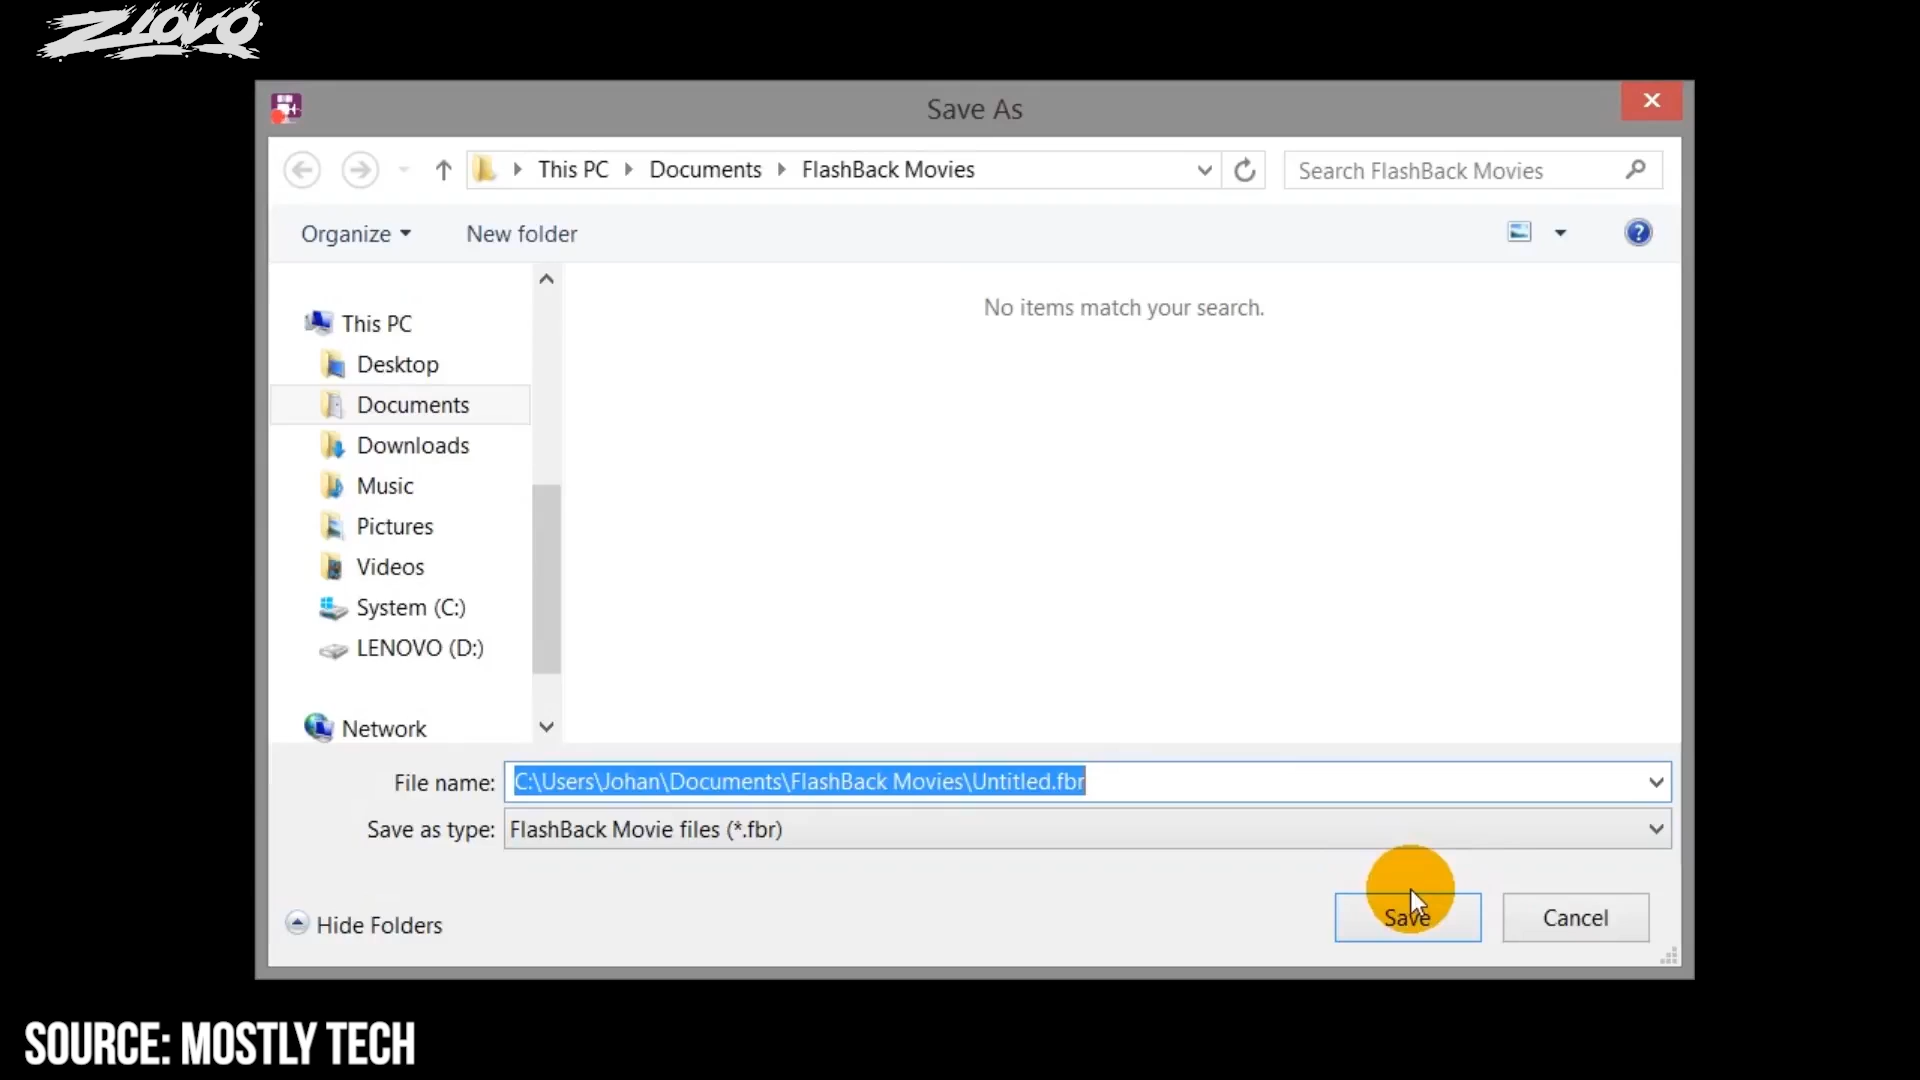 ZLOVO
Save As
This PC Documents FlashBack Movies
Search FlashBack Movies
Organize New folder
No items match your search.
This PC
Desktop
Documents
Downloads
Music
Pictures
Videos
System (C:)
LENOVO (D:)
Network
File name: C:\Users\Johan\Documents\FlashBack Movies\Untitled.fbr
Save as type: FlashBack Movie files (*.fbr)
Hide Folders
Save
Cancel
SOURCE: MOSTLY TECH